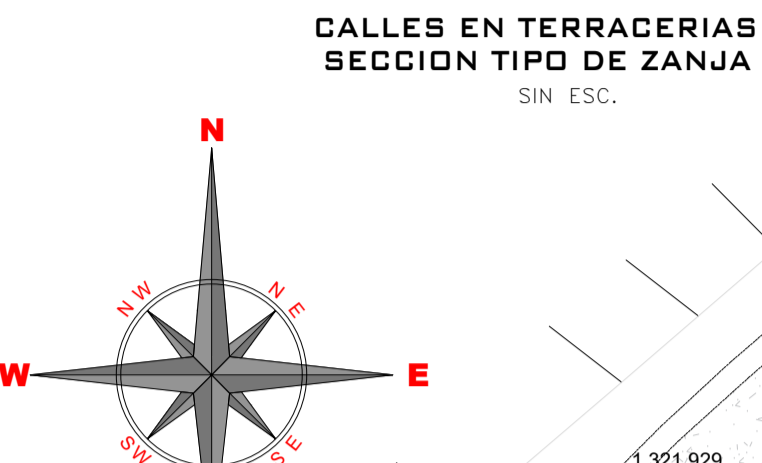 CALLES EN TERRACERIAS
SECCION TIPO DE ZANJA
SIN ESC.
N
NW
NE
W
E
SW
SE
1,321.929